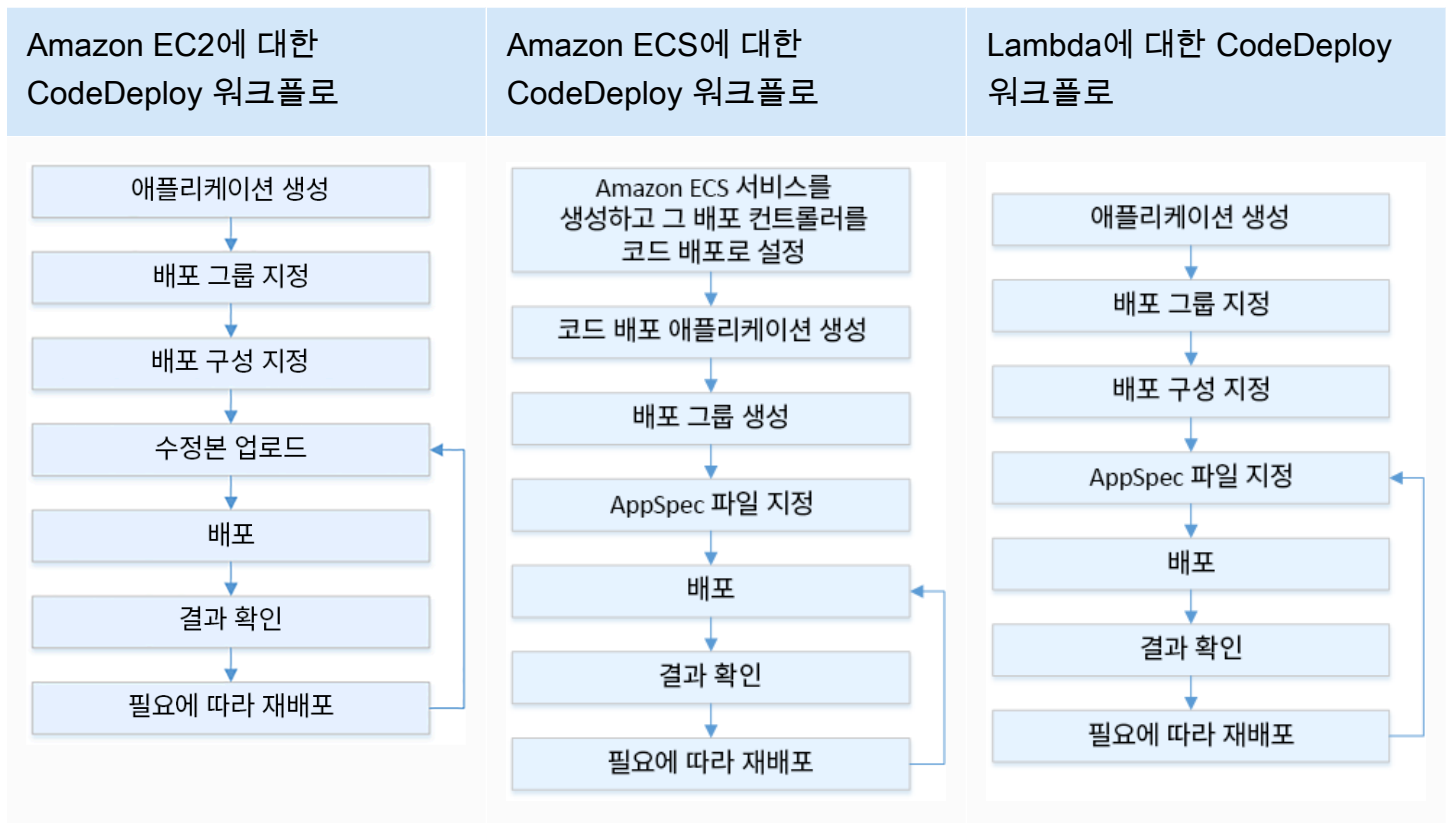 Amazon EC2에 대한
CodeDeploy 워크플로
애플리케이션 생성
배포 그룹 지정
배포 구성 지정
수정본 업로드
배포
결과 확인
필요에 따라 재배포
Amazon ECS에 대한
CodeDeploy 워크플로
Amazon ECS 서비스를
생성하고 그 배포 컨트롤러를
코드 배포로 설정
코드 배포 애플리케이션 생성
배포 그룹 생성
AppSpec 파일 지정
배포
결과 확인
필요에 따라 재배포
Lambda에 대한 CodeDeploy
워크플로
애플리케이션 생성
배포 그룹 지정
배포 구성 지정
AppSpec 파일 지정
배포
결과 확인
필요에 따라 재배포